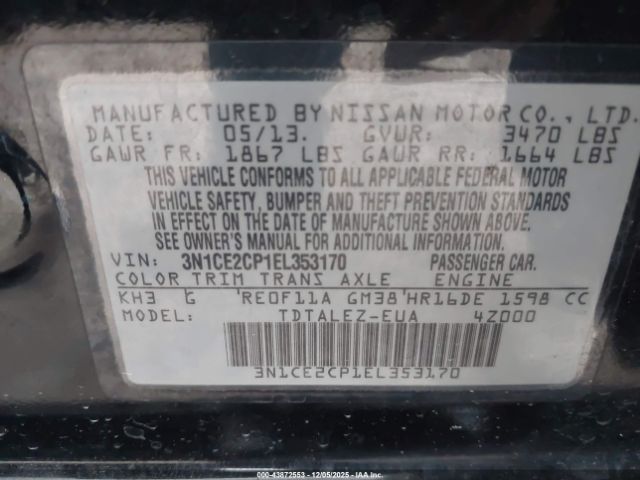 MANUFACTURED BY NISSAN MOTOR CO., LTD.
DATE: 05/13. GVWR: 3470 LBS
GAWR FR: 1867 LBS GAWR RR: 1664 LBS
THIS VEHICLE CONFORMS TO ALL APPLICABLE FEDERAL MOTOR
VEHICLE SAFETY, BUMPER AND THEFT PREVENTION STANDARDS
IN EFFECT ON THE DATE OF MANUFACTURE SHOWN ABOVE.
SEE OWNER'S MANUAL FOR ADDITIONAL INFORMATION.
VIN: 3N1CE2CP1EL353170 PASSENGER CAR.
COLOR TRIM TRANS AXLE ENGINE
KH3 G RE0F11A GM38 HR16DE 1598 CC
MODEL: TDTALEZ-EUA 4Z000
3N1CE2CP1EL353170
000-43872553 - 12/05/2025 - IAA Inc.